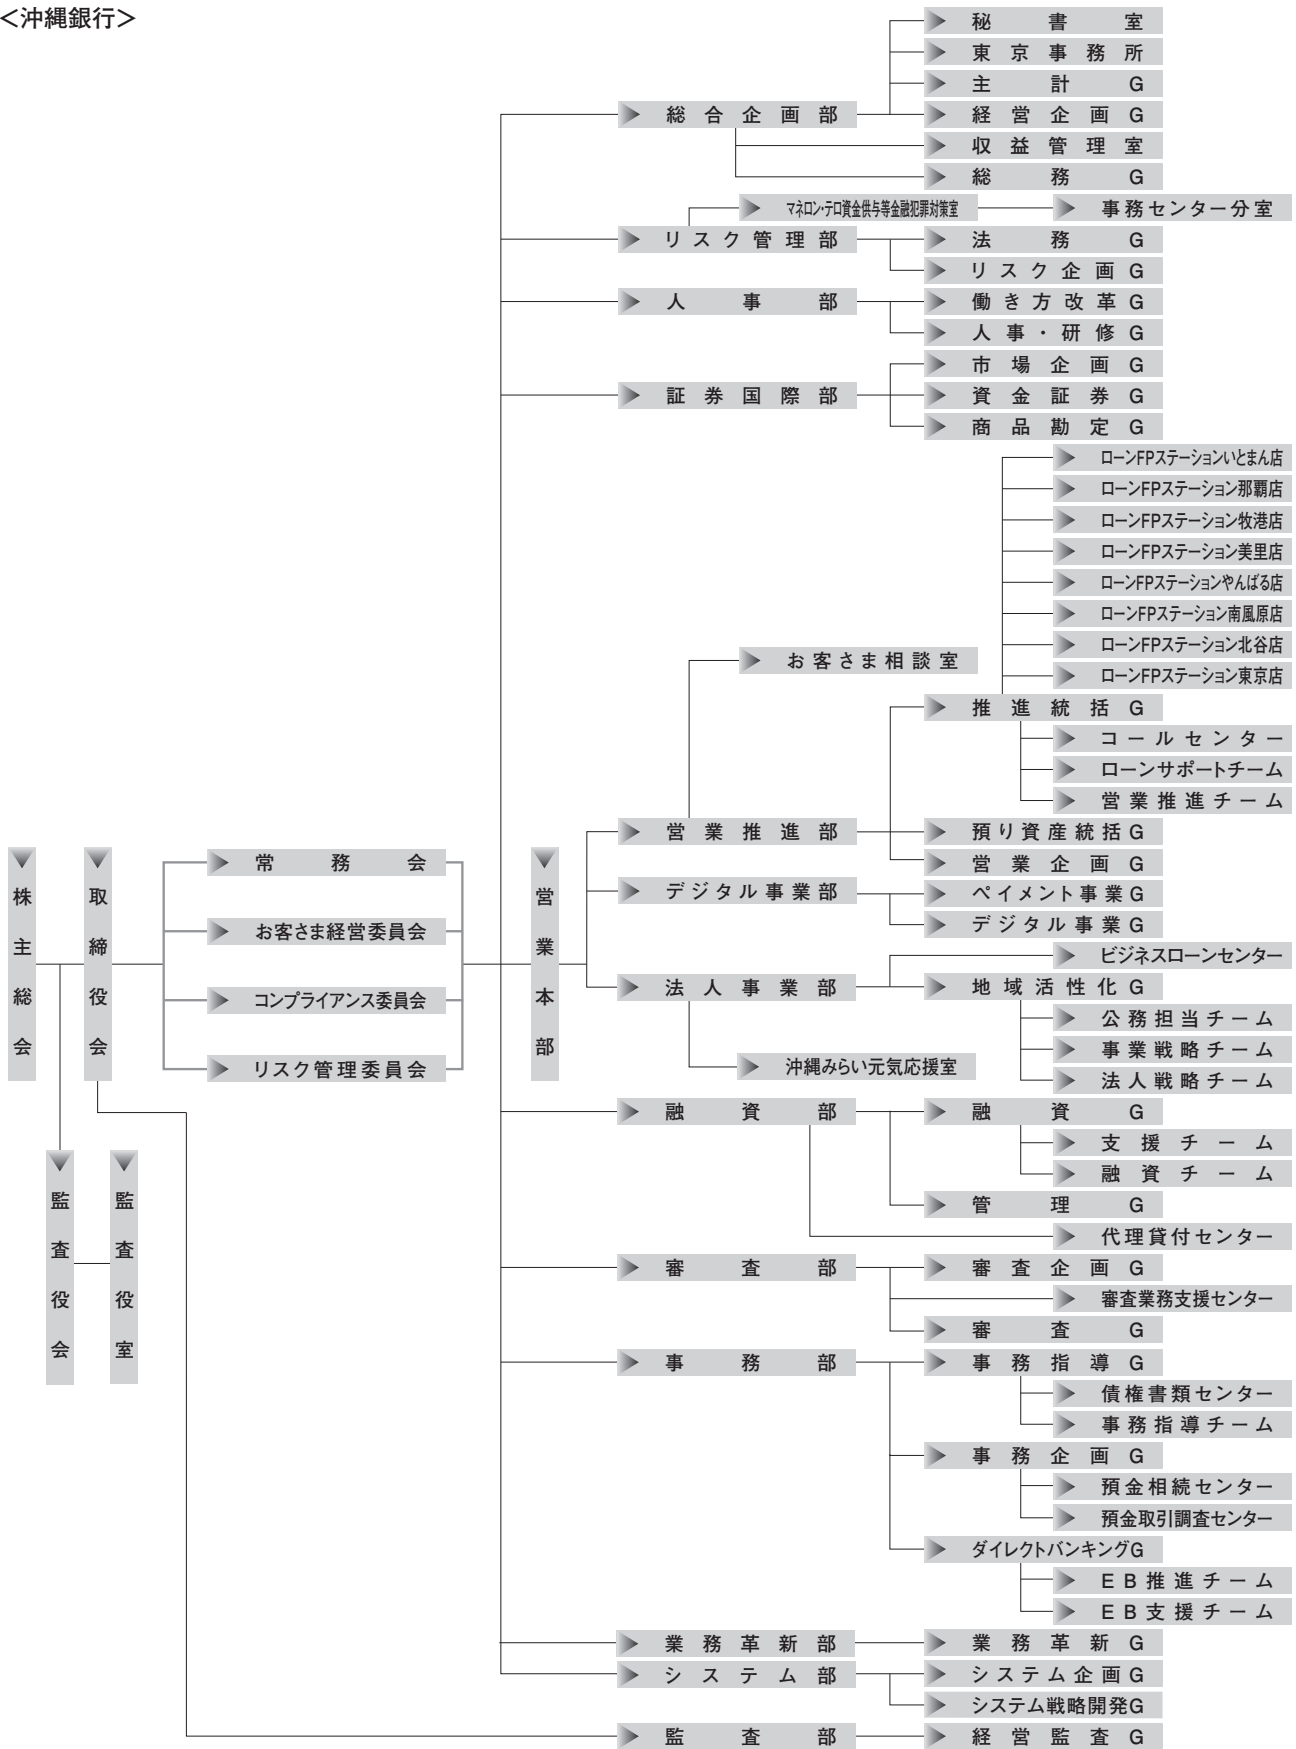 ＜沖縄銀行＞
秘書室
東京事務所
主計G
総合企画部
経営企画G
収益管理室
総務G
マネロン・テロ資金供与等金融犯罪対策室
事務センター分室
リスク管理部
法務G
リスク企画G
人事部
働き方改革G
人事・研修G
市場企画G
証券国際部
資金証券G
商品勘定G
ローンFPステーションいとまん店
ローンFPステーション那覇店
ローンFPステーション牧港店
ローンFPステーション美里店
ローンFPステーションやんばる店
ローンFPステーション南風原店
ローンFPステーション北谷店
ローンFPステーション東京店
お客さま相談室
推進統括G
コールセンター
ローンサポートチーム
営業推進チーム
営業推進部
預り資産統括G
営業企画G
デジタル事業部
ペイメント事業G
デジタル事業G
ビジネスローンセンター
法人事業部
地域活性化G
公務担当チーム
事業戦略チーム
法人戦略チーム
沖縄みらい元気応援室
株主総会
取締役会
常務会
お客さま経営委員会
コンプライアンス委員会
リスク管理委員会
営業本部
監査役会
監査役室
融資部
融資G
支援チーム
融資チーム
管理G
代理貸付センター
審査部
審査企画G
審査業務支援センター
審査G
事務部
事務指導G
債権書類センター
事務指導チーム
事務企画G
預金相続センター
預金取引調査センター
ダイレクトバンキングG
EB推進チーム
EB支援チーム
業務革新部
業務革新G
システム部
システム企画G
システム戦略開発G
監査部
経営監査G